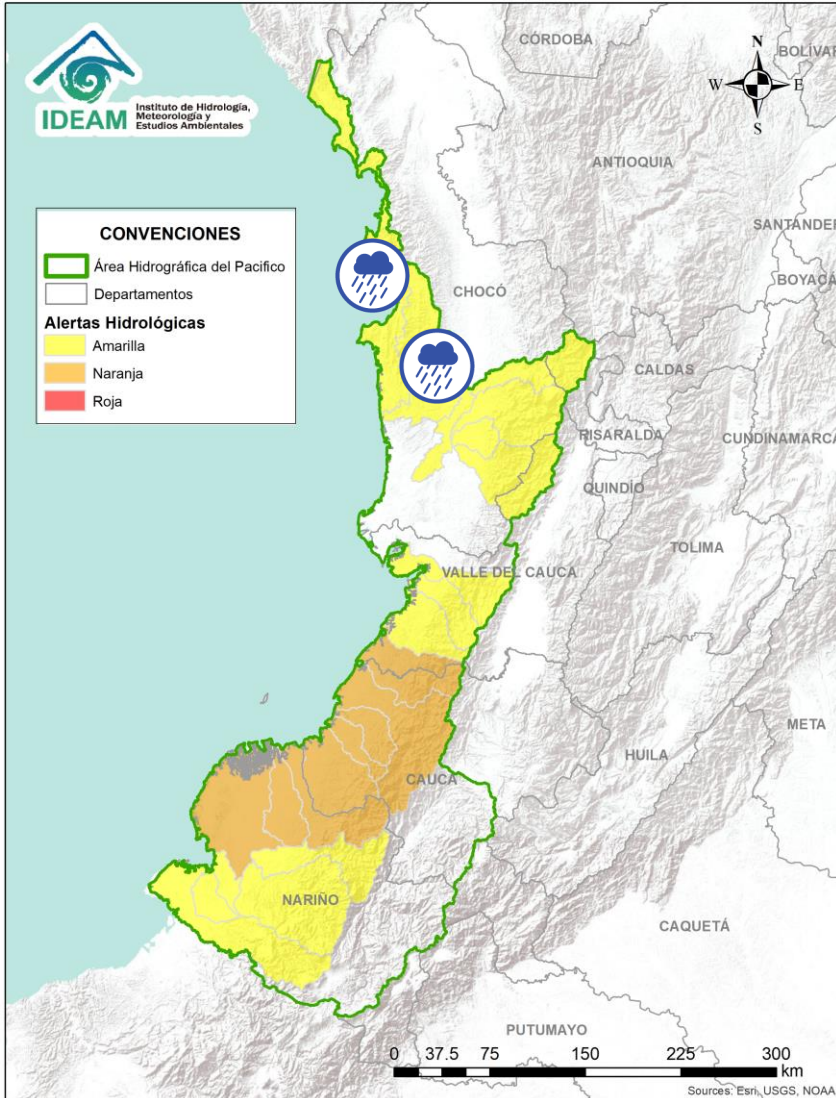 IDEAM
Instituto de Hidrología,
Meteorología y
Estudios Ambientales
CONVENCIONES
Área Hidrográfica del Pacifico
Departamentos
Alertas Hidrológicas
Amarilla
Naranja
Roja
N
W
E
S
CÓRDOBA
BOLÍVAR
ANTIOQUIA
SANTANDER
BOYACÁ
CHOCÓ
CALDAS
RISARALDA
CUNDINAMARCA
QUINDÍO
TOLIMA
VALLE DEL CAUCA
META
HUILA
CAUCA
NARIÑO
CAQUETÁ
PUTUMAYO
0 37.5 75 150 225 300
km
Sources: Esri, USGS, NOAA